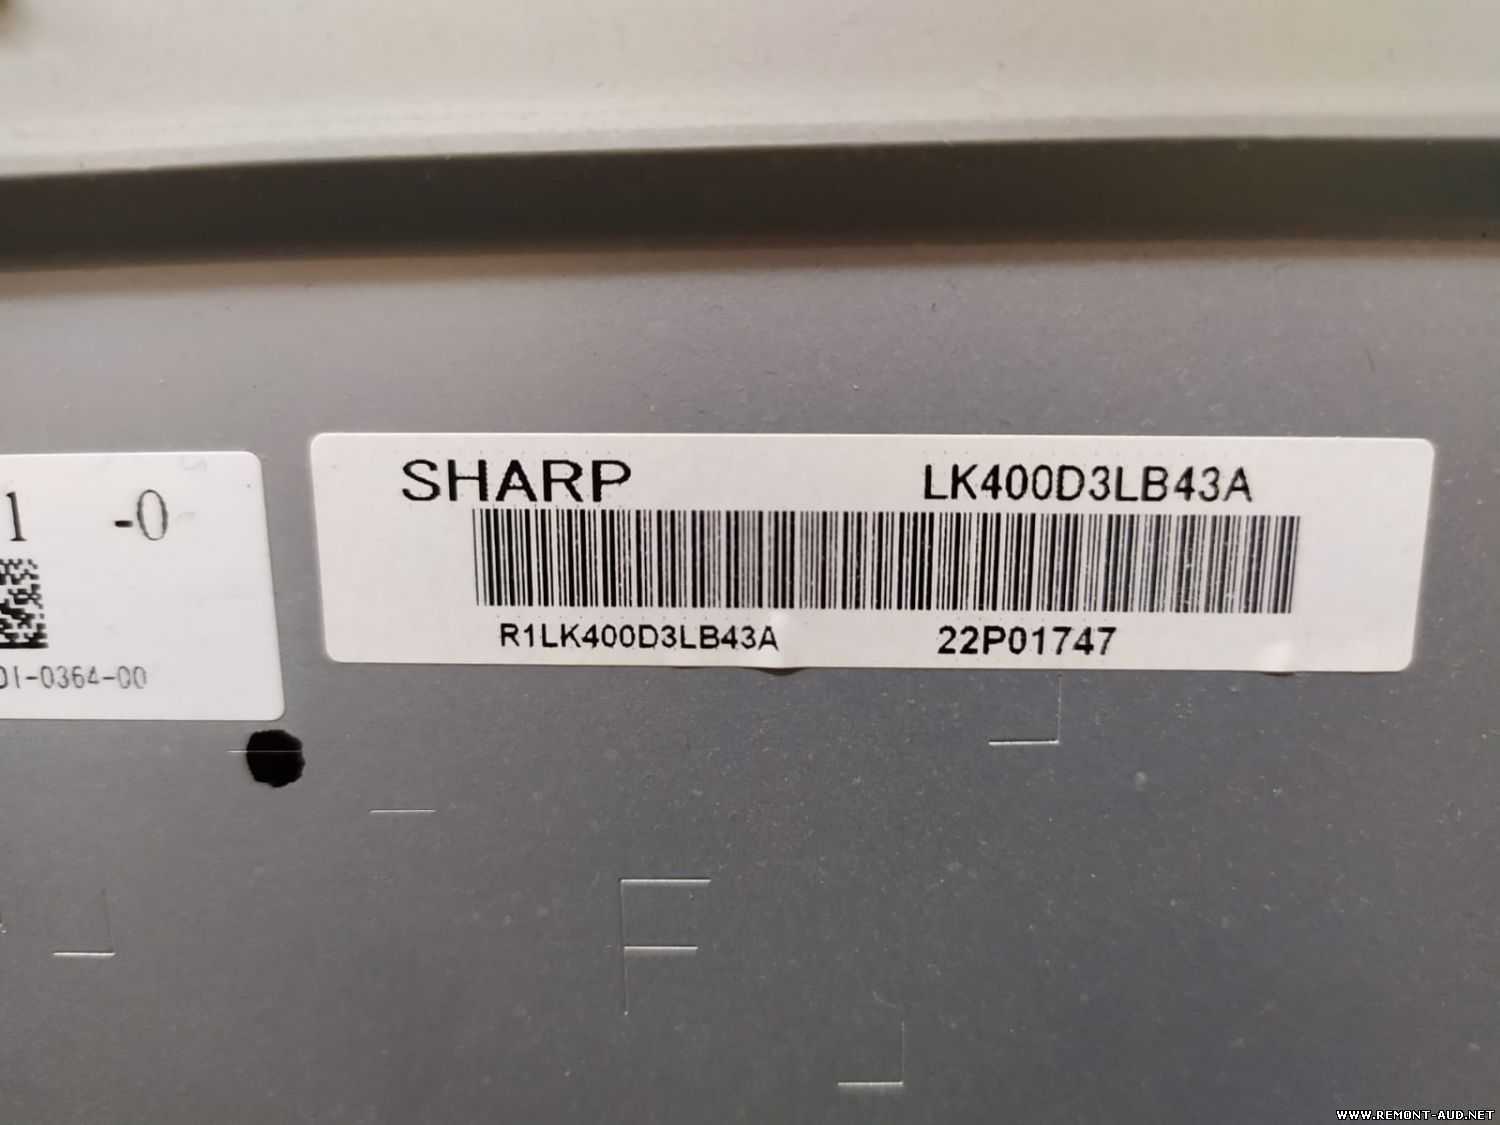 SHARP LK400D3LB43A
R1LK400D3LB43A 22P01747
1 -0
01-0364-00
WWW.REMONT-AUD.NET